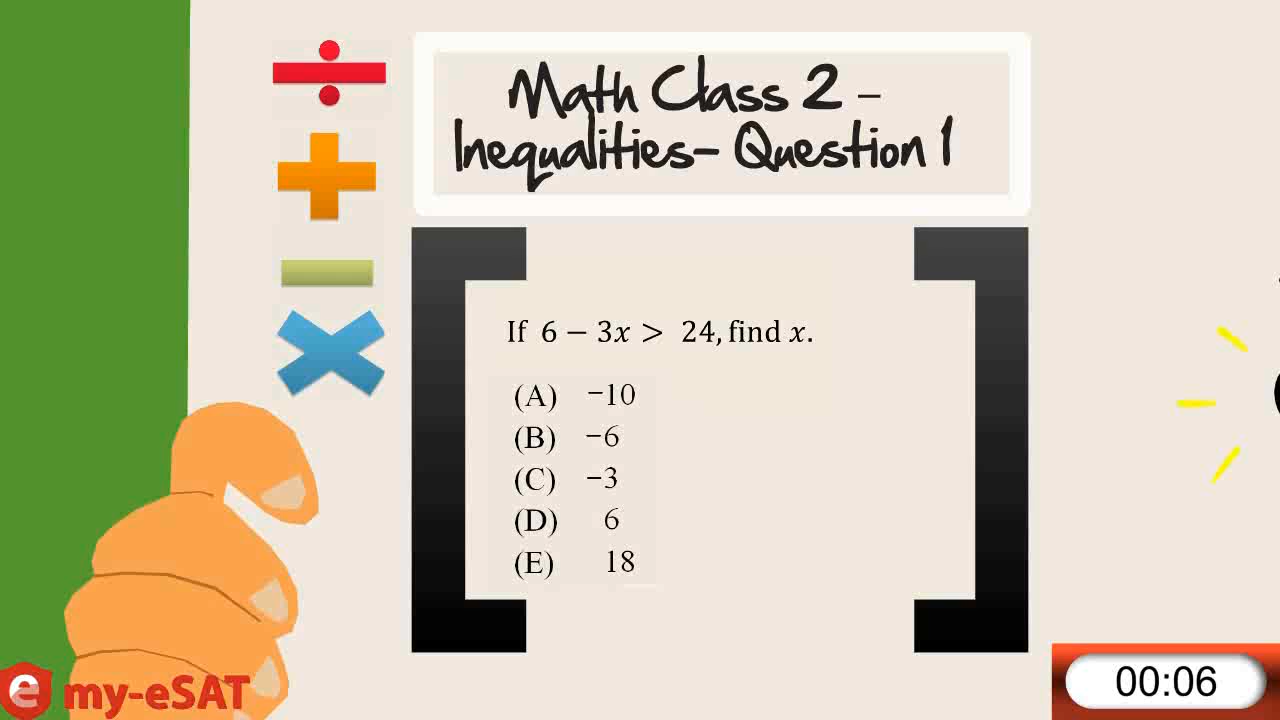 Math Class 2 –
Inequalities– Question 1
If 6 − 3x > 24, find x.
(A) −10
(B) −6
(C) −3
(D) 6
(E) 18
e my-eSAT
00:06